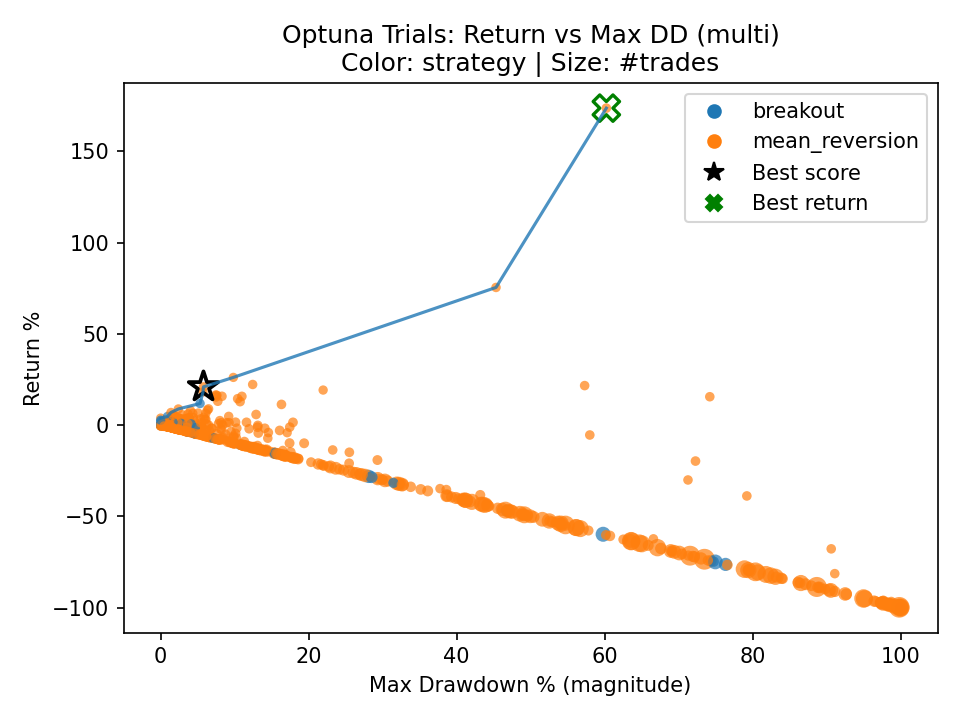 Optuna Trials: Return vs Max DD (multi)
Color: strategy | Size: #trades
breakout
mean_reversion
Best score
Best return
Return %
150
100
50
0
−50
−100
0
20
40
60
80
100
Max Drawdown % (magnitude)